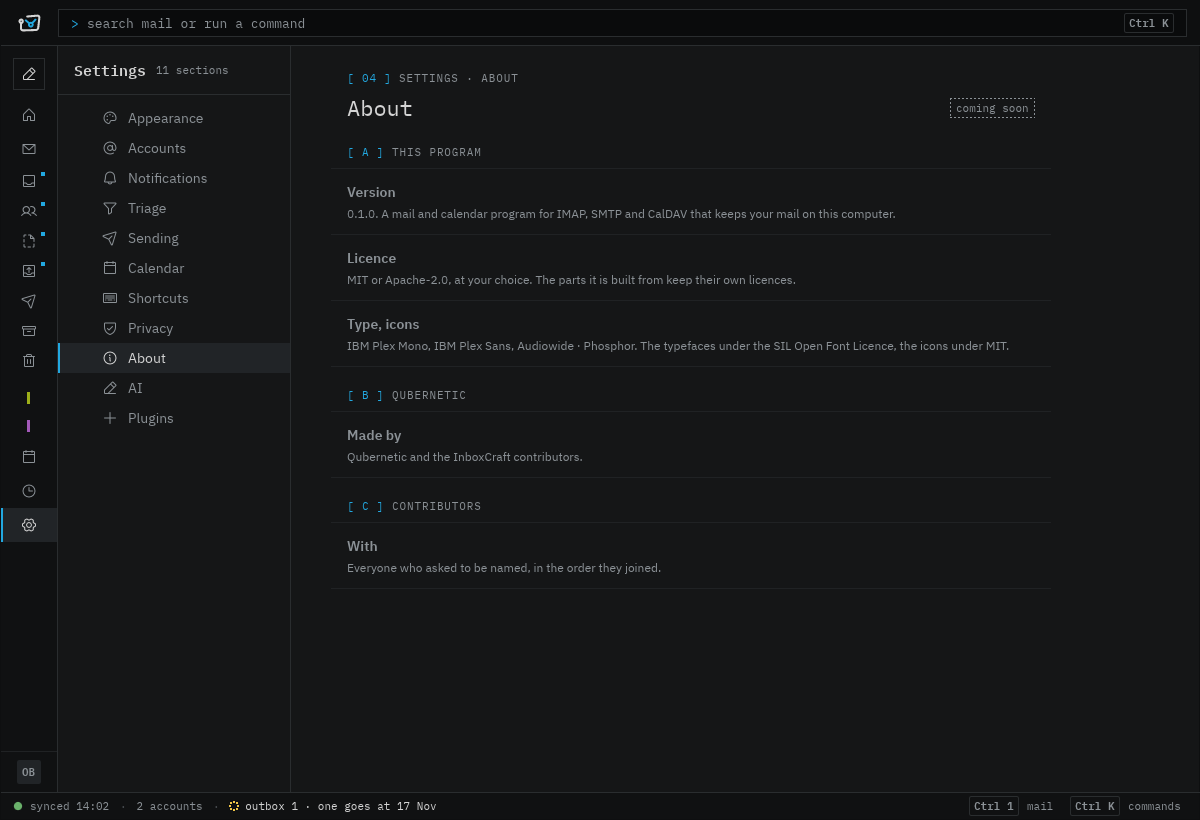 > search mail or run a command
Ctrl K
Settings 11 sections
Appearance
Accounts
Notifications
Triage
Sending
Calendar
Shortcuts
Privacy
About
AI
Plugins
[ 04 ] SETTINGS · ABOUT
About
coming soon
[ A ] THIS PROGRAM
Version
0.1.0. A mail and calendar program for IMAP, SMTP and CalDAV that keeps your mail on this computer.
Licence
MIT or Apache-2.0, at your choice. The parts it is built from keep their own licences.
Type, icons
IBM Plex Mono, IBM Plex Sans, Audiowide · Phosphor. The typefaces under the SIL Open Font Licence, the icons under MIT.
[ B ] QUBERNETIC
Made by
Qubernetic and the InboxCraft contributors.
[ C ] CONTRIBUTORS
With
Everyone who asked to be named, in the order they joined.
OB
synced 14:02 · 2 accounts · outbox 1 · one goes at 17 Nov
Ctrl 1 mail Ctrl K commands